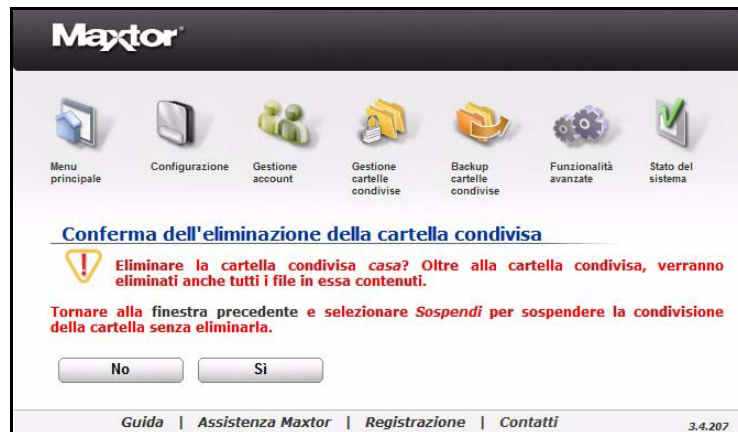 Maxtor
Menu principale
Configurazione
Gestione account
Gestione cartelle condivise
Backup cartelle condivise
Funzionalità avanzate
Stato del sistema
Conferma dell'eliminazione della cartella condivisa
Eliminare la cartella condivisa casa? Oltre alla cartella condivisa, verranno
eliminati anche tutti i file in essa contenuti.
Tornare alla finestra precedente e selezionare Sospendi per sospendere la condivisione
della cartella senza eliminarla.
No Sì
Guida | Assistenza Maxtor | Registrazione | Contatti 3.4.207